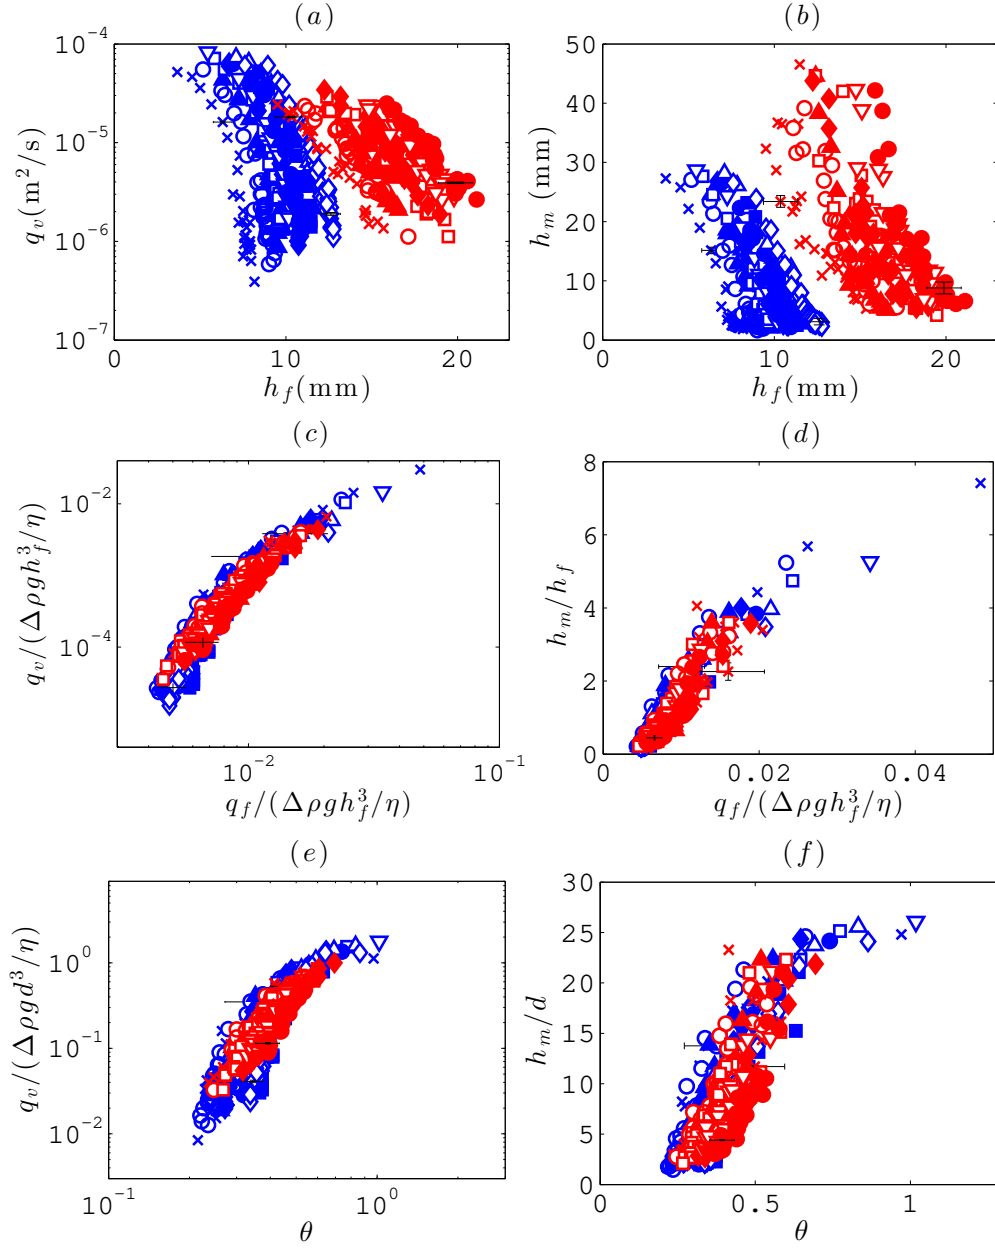 (a)
q_v(m^2/s)
10^{-4}
10^{-5}
10^{-6}
10^{-7}
0
10
20
h_f(mm)
(b)
h_m (mm)
50
40
30
20
10
0
0
10
20
h_f(mm)
(c)
q_v/(Δρgh_f^3/η)
10^{-2}
10^{-4}
10^{-2}
10^{-1}
q_f/(Δρgh_f^3/η)
(d)
h_m/h_f
8
6
4
2
0
0
0.02
0.04
q_f/(Δρgh_f^3/η)
(e)
q_v/(Δρgd^3/η)
10^0
10^{-1}
10^{-2}
10^{-1}
10^0
θ
(f)
h_m/d
30
25
20
15
10
5
0
0
0.5
1
θ